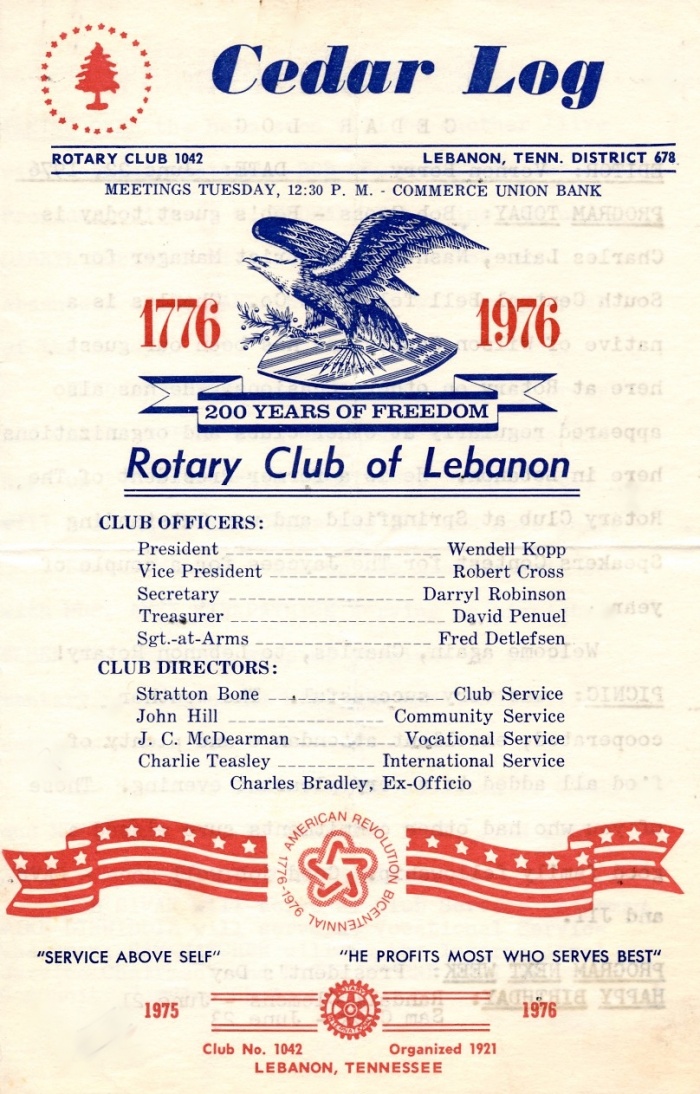 Cedar Log
ROTARY CLUB 1042 LEBANON, TENN. DISTRICT 678
MEETINGS TUESDAY, 12:30 P. M. - COMMERCE UNION BANK
1776 1976
200 YEARS OF FREEDOM
Rotary Club of Lebanon
CLUB OFFICERS:
President Wendell Kopp
Vice President Robert Cross
Secretary Darryl Robinson
Treasurer David Penuel
Sgt.-at-Arms Fred Detlefsen
CLUB DIRECTORS:
Stratton Bone Club Service
John Hill Community Service
J. C. McDearman Vocational Service
Charlie Teasley International Service
Charles Bradley, Ex-Officio
AMERICAN REVOLUTION BICENTENNIAL 1776-1976
"SERVICE ABOVE SELF" "HE PROFITS MOST WHO SERVES BEST"
1975 ROTARY INTERNATIONAL 1976
Club No. 1042 Organized 1921
LEBANON, TENNESSEE